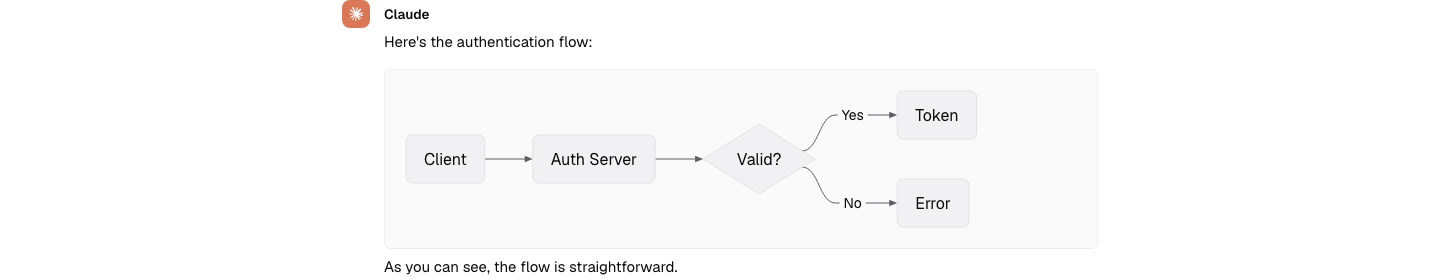 Claude
Here's the authentication flow:
Client
Auth Server
Valid?
Yes
Token
No
Error
As you can see, the flow is straightforward.